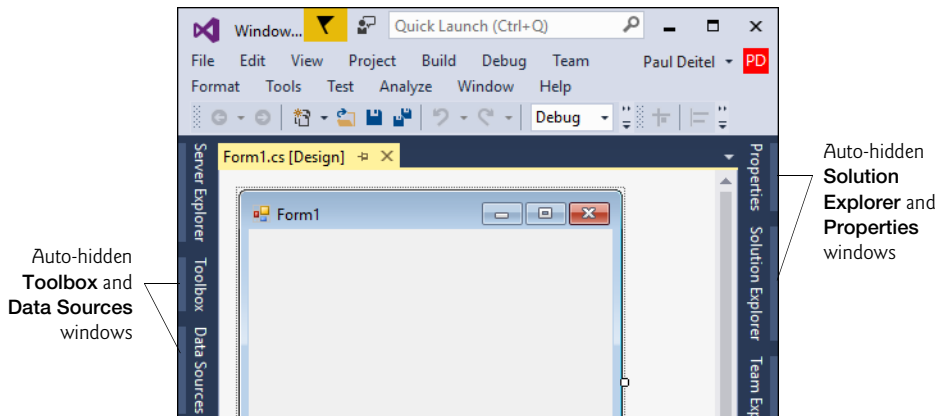 Window...
Quick Launch (Ctrl+Q)
File Edit View Project Build Debug Team Paul Deitel PD
Format Tools Test Analyze Window Help
Debug
Form1.cs [Design]
Form1
Server Explorer
Toolbox
Data Sources
Properties
Solution Explorer
Team Exp
Auto-hidden
Toolbox and
Data Sources
windows
Auto-hidden
Solution
Explorer and
Properties
windows